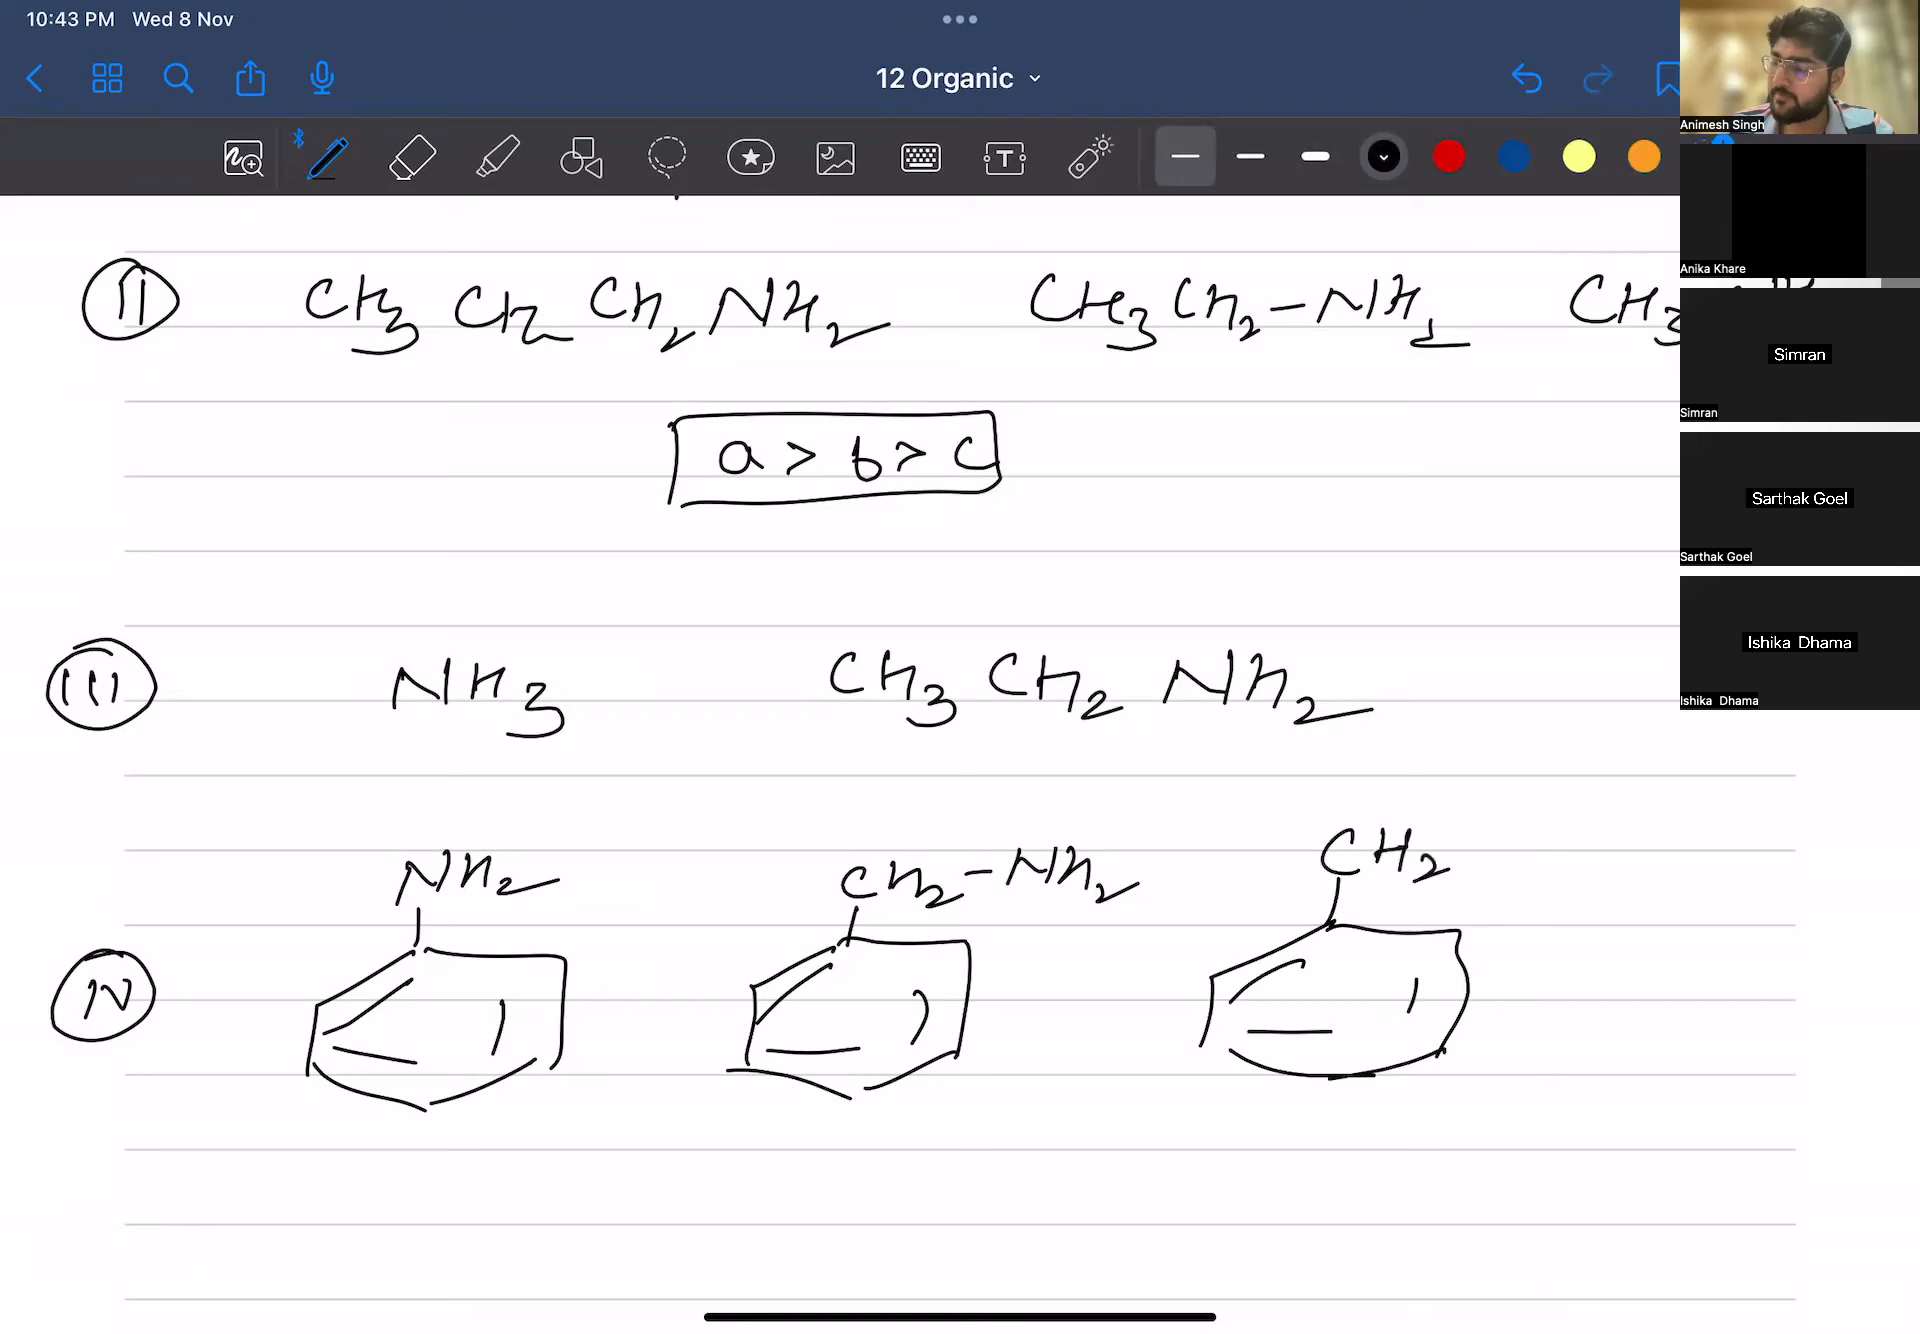 10:43 PM Wed 8 Nov
12 Organic
T
Animesh Singh
Anika Khare
II CH3 CH2 CH2 NH2 CH3 CH2-NH2 CH3
Simran
Simran
a > b > c
Sarthak Goel
Sarthak Goel
III NH3 CH3 CH2 NH2
Ishika Dhama
Ishika Dhama
NH2 CH2-NH2 CH2
IV